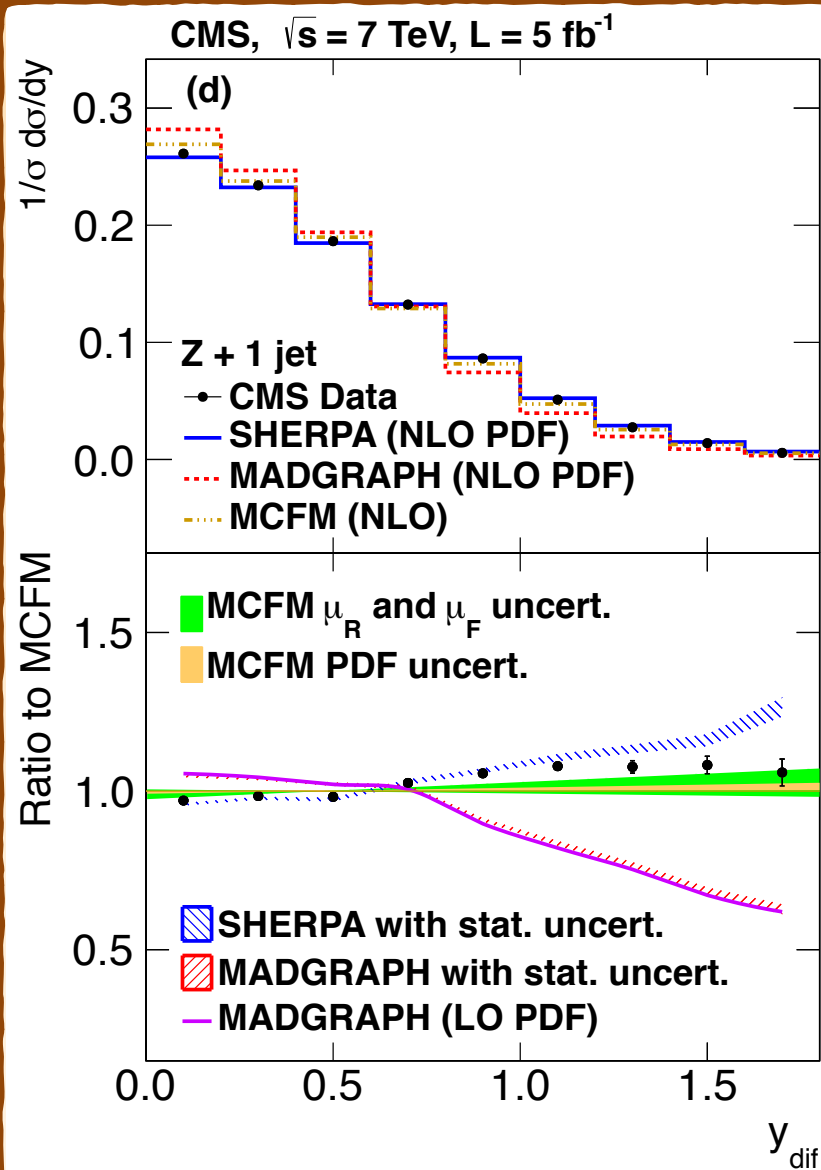 CMS, √s = 7 TeV, L = 5 fb⁻¹
1/σ dσ/dy
(d)
0.3
0.2
0.1
0.0
Z + 1 jet
CMS Data
SHERPA (NLO PDF)
MADGRAPH (NLO PDF)
MCFM (NLO)
Ratio to MCFM
MCFM μ_R and μ_F uncert.
MCFM PDF uncert.
1.5
1.0
0.5
SHERPA with stat. uncert.
MADGRAPH with stat. uncert.
MADGRAPH (LO PDF)
0.0 0.5 1.0 1.5
y_dif